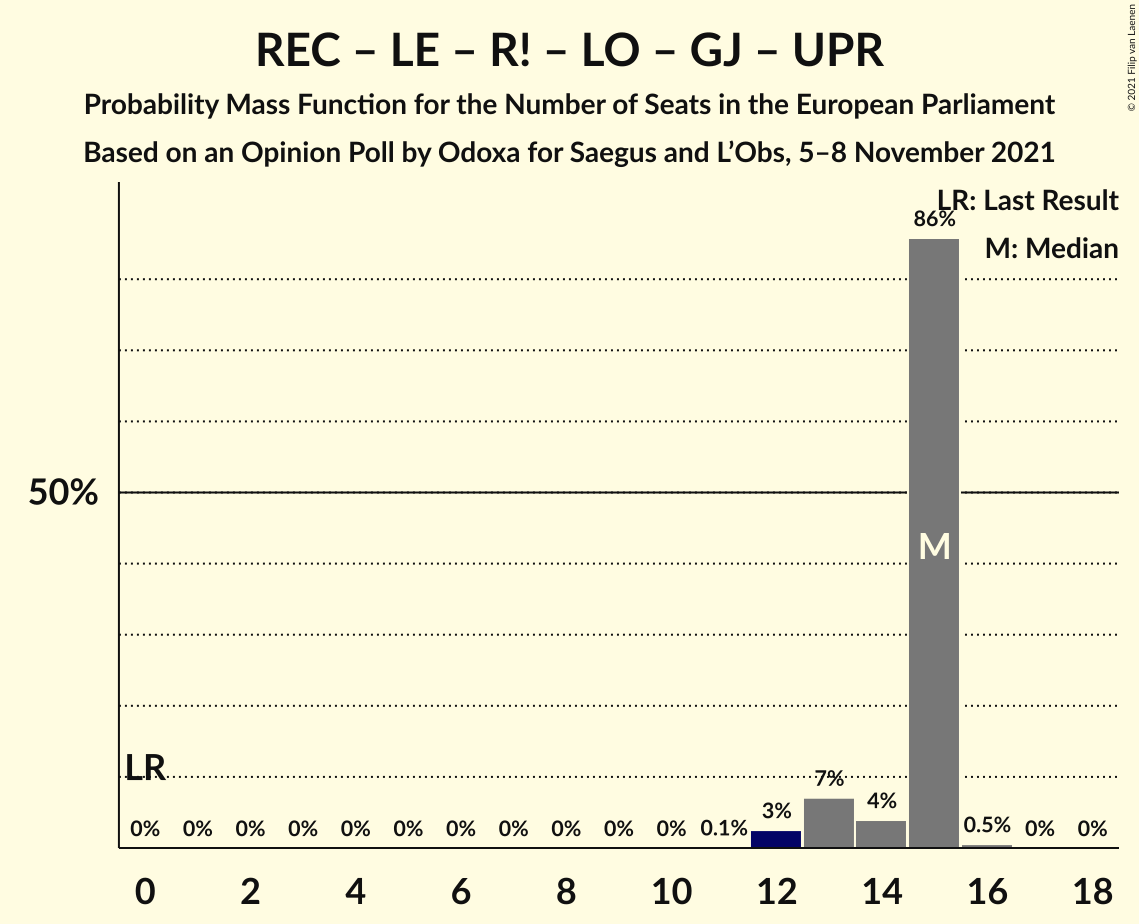 REC – LE – R! – LO – GJ – UPR
Probability Mass Function for the Number of Seats in the European Parliament
Based on an Opinion Poll by Odoxa for Saegus and L’Obs, 5–8 November 2021
© 2021 Filip van Laenen
LR: Last Result
86%
M: Median
50%
M
LR
7%
4%
3%
0% 0% 0% 0% 0% 0% 0% 0% 0% 0% 0% 0.1% 0.5% 0% 0%
0 2 4 6 8 10 12 14 16 18